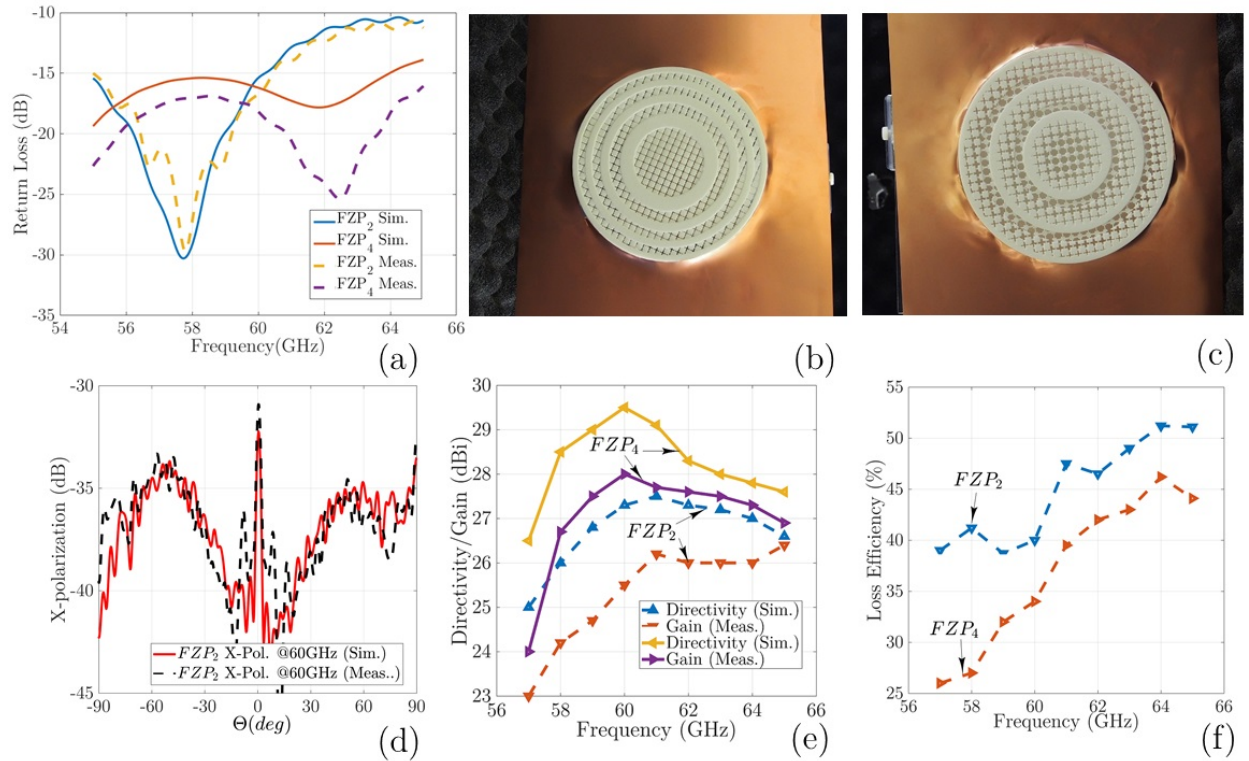 -10
-15
-20
-25
-30
-35
Return Loss (dB)
FZP2 Sim.
FZP4 Sim.
FZP2 Meas.
FZP4 Meas.
54 56 58 60 62 64 66
Frequency(GHz)
(a)
(b)
(c)
-30
-35
-40
-45
X-polarization (dB)
FZP2 X-Pol. @60GHz (Sim.)
FZP2 X-Pol. @60GHz (Meas..)
-90 -60 -30 0 30 60 90
Θ(deg)
(d)
30
29
28
27
26
25
24
23
Directivity/Gain (dBi)
FZP4
FZP2
Directivity (Sim.)
Gain (Meas.)
Directivity (Sim.)
Gain (Meas.)
56 58 60 62 64 66
Frequency (GHz)
(e)
55
50
45
40
35
30
25
Loss Efficiency (%)
FZP2
FZP4
56 58 60 62 64 66
Frequency (GHz)
(f)